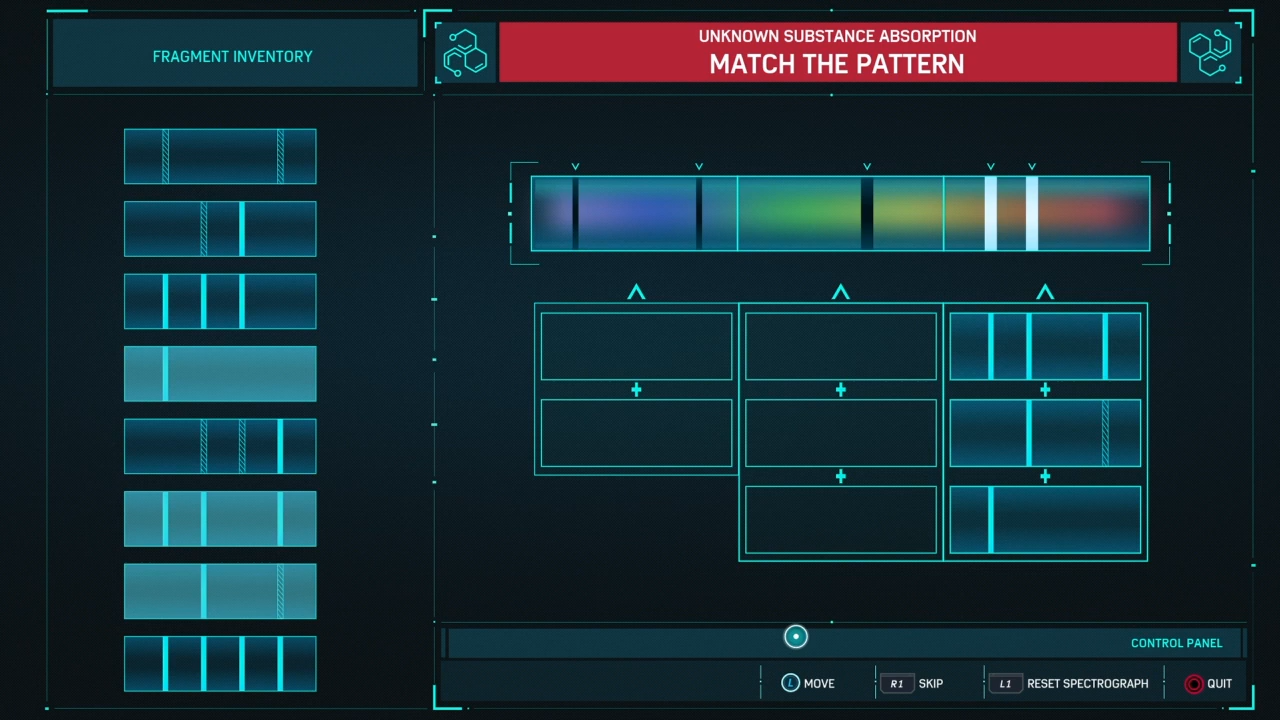 FRAGMENT INVENTORY
UNKNOWN SUBSTANCE ABSORPTION
MATCH THE PATTERN
CONTROL PANEL
L MOVE
R1 SKIP
L1 RESET SPECTROGRAPH
QUIT